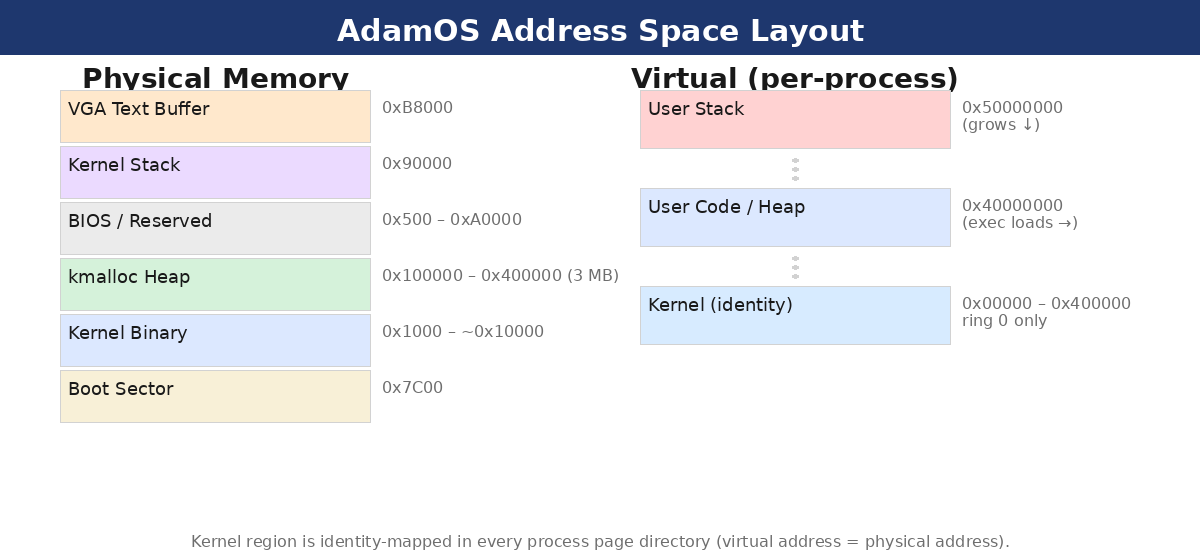 AdamOS Address Space Layout
Physical Memory
VGA Text Buffer
0xB8000
Kernel Stack
0x90000
BIOS / Reserved
0x500 – 0xA0000
kmalloc Heap
0x100000 – 0x400000 (3 MB)
Kernel Binary
0x1000 – ~0x10000
Boot Sector
0x7C00
Virtual (per-process)
User Stack
0x50000000
(grows ↓)
User Code / Heap
0x40000000
(exec loads →)
Kernel (identity)
0x00000 – 0x400000
ring 0 only
Kernel region is identity-mapped in every process page directory (virtual address = physical address).